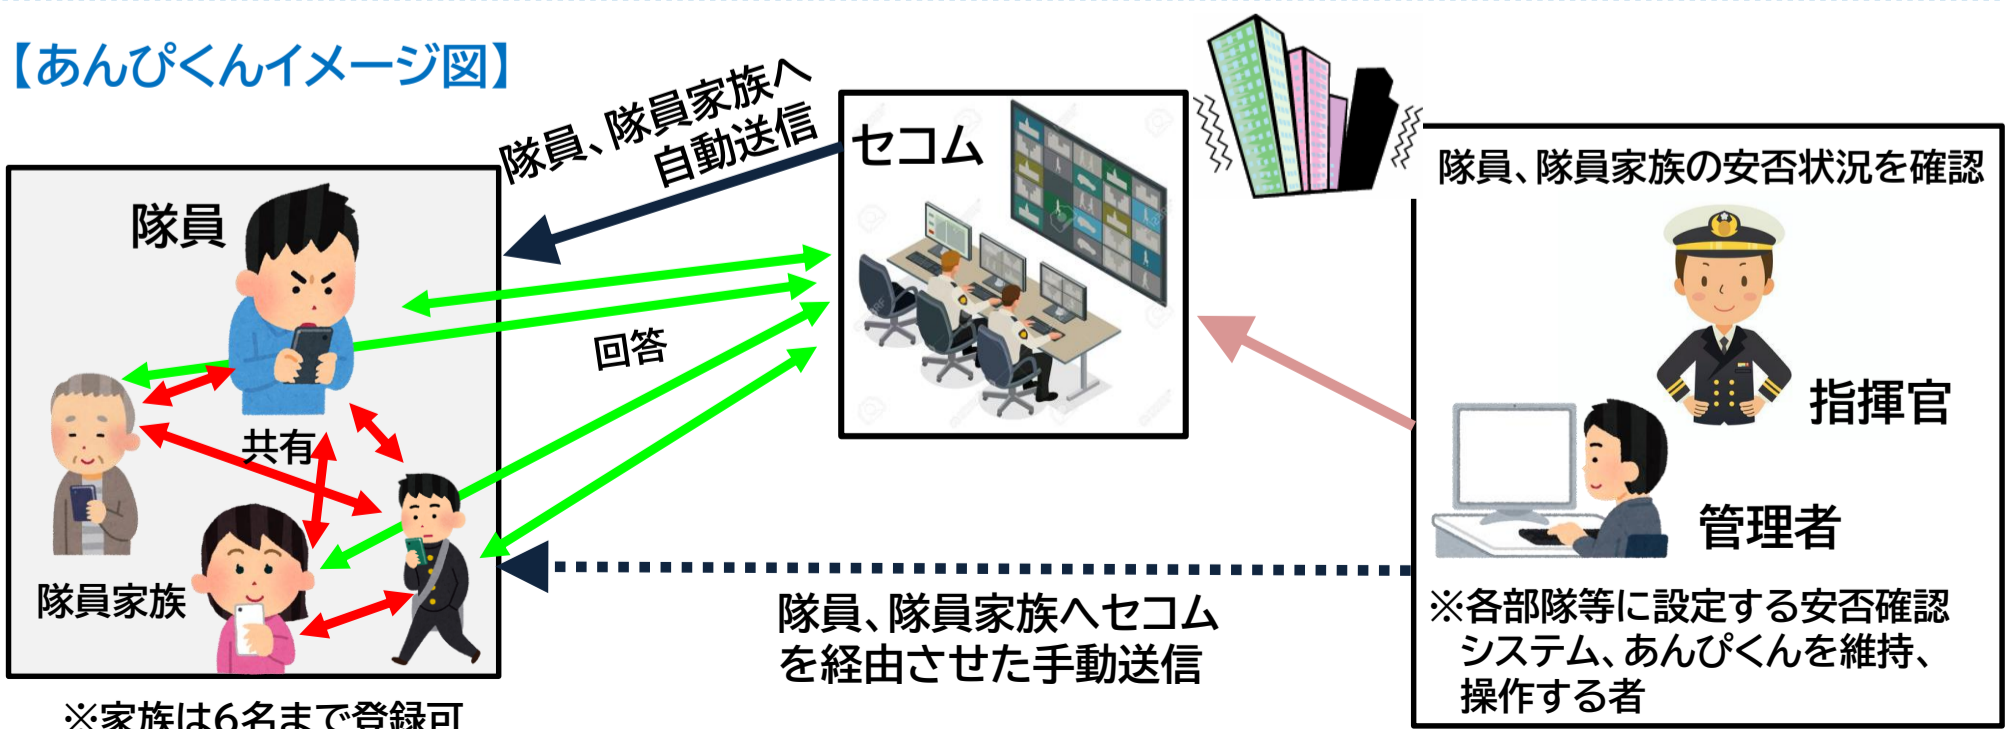 【あんぴくんイメージ図】
隊員、隊員家族へ
自動送信
セコム
隊員、隊員家族の安否状況を確認
隊員
回答
指揮官
共有
管理者
隊員家族
隊員、隊員家族へセコム
を経由させた手動送信
※各部隊等に設定する安否確認
システム、あんぴくんを維持、
操作する者
※家族は6名まで登録可